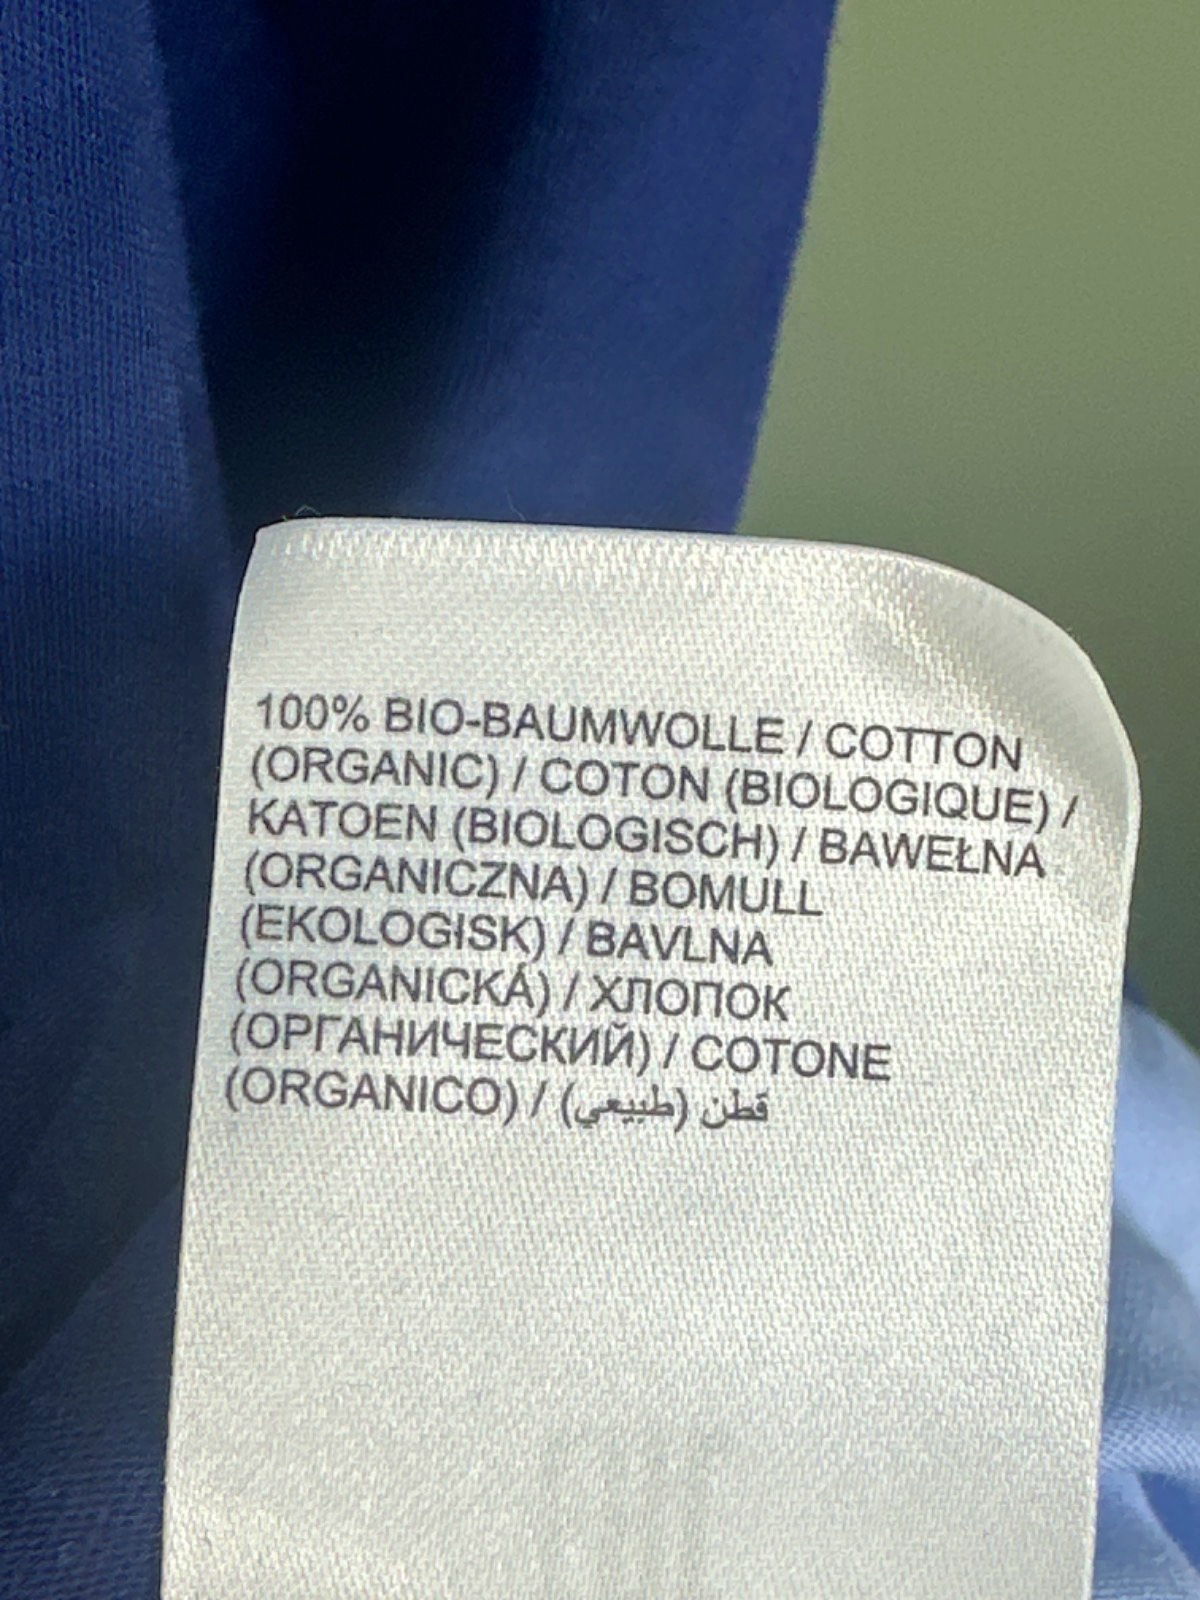 100% BIO-BAUMWOLLE / COTTON
(ORGANIC) / COTON (BIOLOGIQUE) /
KATOEN (BIOLOGISCH) / BAWEŁNA
(ORGANICZNA) / BOMULL
(EKOLOGISK) / BAVLNA
(ORGANICKÁ) / ХЛОПОК
(ОРГАНИЧЕСКИЙ) / COTONE
(ORGANICO) / قطن (طبيعي)